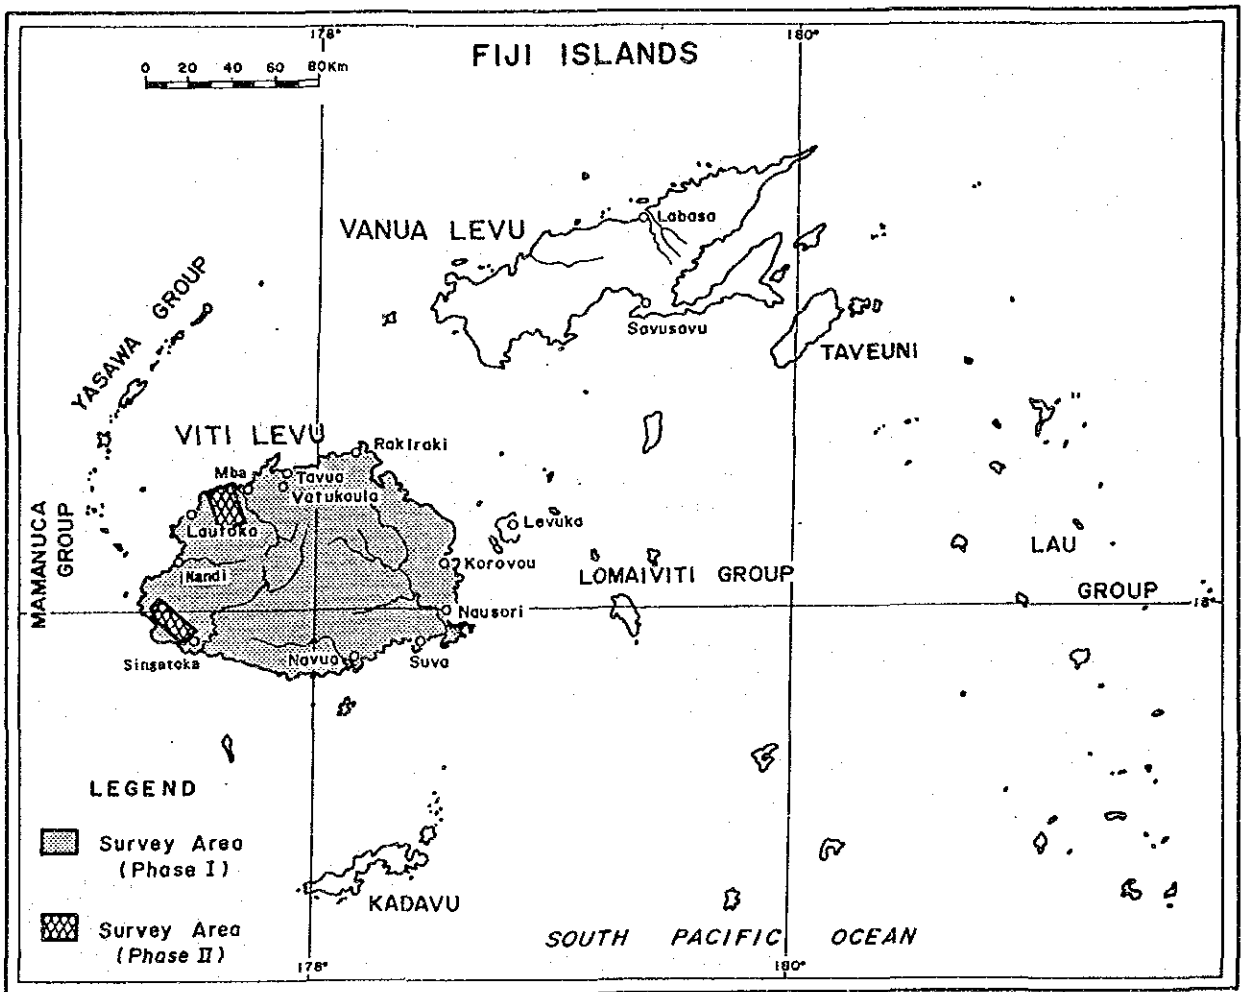 178°
180°
FIJI ISLANDS
0 20 40 60 80Km
Labasa
VANUA LEVU
YASAWA GROUP
Savusavu
TAVEUNI
VITI LEVU
Rakiraki
Mba
Tavua
Vatukoula
Lautoka
Levuka
MAMANUCA
GROUP
Nandi
Korovou
LOMAIVITI GROUP
LAU
GROUP
18°
Nausori
Singatoka
Navua
Suva
LEGEND
Survey Area
(Phase I)
KADAVU
Survey Area
(Phase II)
SOUTH PACIFIC OCEAN
178°
180°